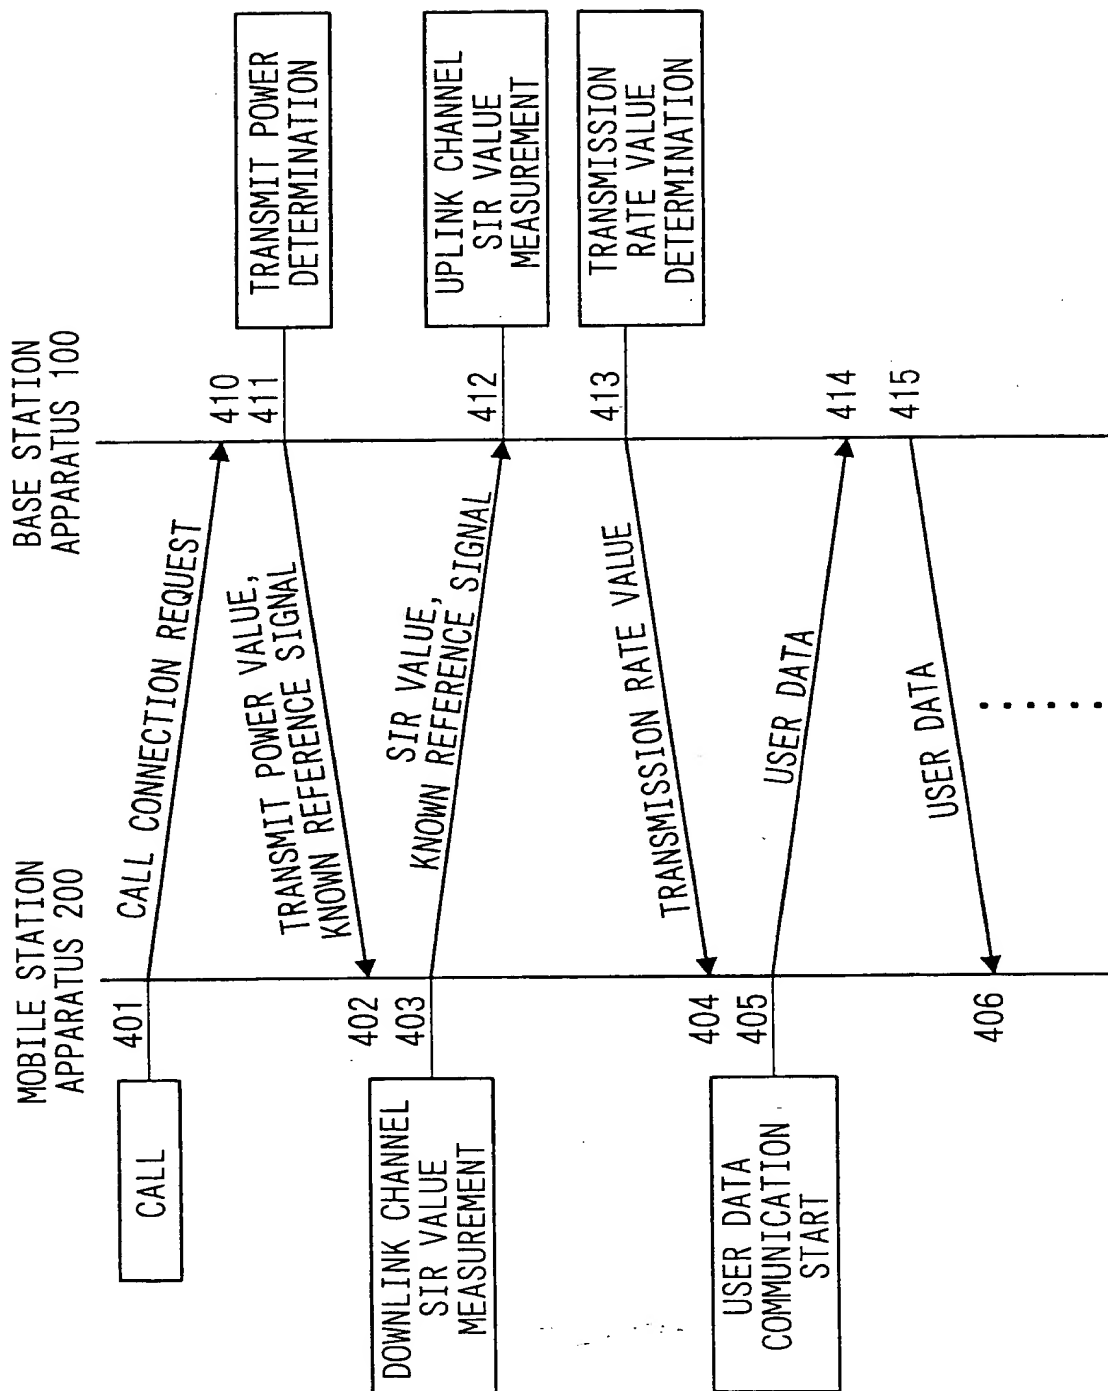 MOBILE STATION
APPARATUS 200
BASE STATION
APPARATUS 100
CALL
401
CALL CONNECTION REQUEST
410
411
TRANSMIT POWER
DETERMINATION
TRANSMIT POWER VALUE,
KNOWN REFERENCE SIGNAL
402
403
DOWNLINK CHANNEL
SIR VALUE
MEASUREMENT
SIR VALUE,
KNOWN REFERENCE SIGNAL
412
UPLINK CHANNEL
SIR VALUE
MEASUREMENT
413
TRANSMISSION
RATE VALUE
DETERMINATION
TRANSMISSION RATE VALUE
404
405
USER DATA
COMMUNICATION
START
USER DATA
414
415
USER DATA
406